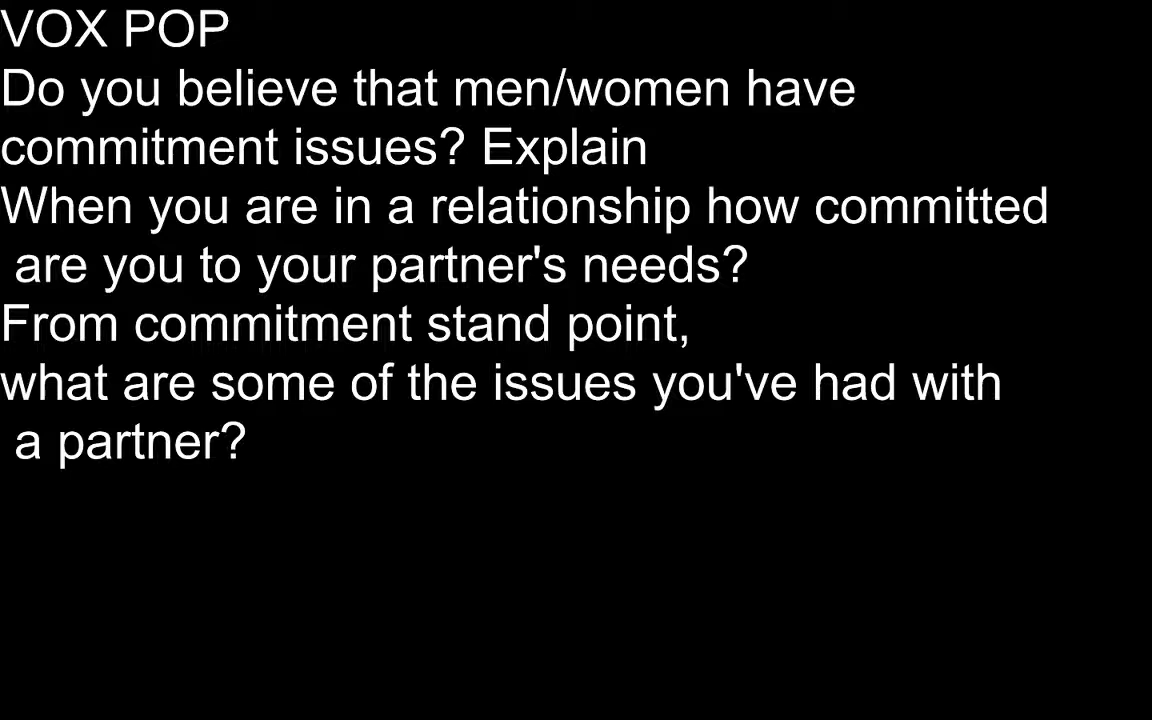 VOX POP
Do you believe that men/women have
commitment issues? Explain
When you are in a relationship how committed
are you to your partner's needs?
From commitment stand point,
what are some of the issues you've had with
a partner?